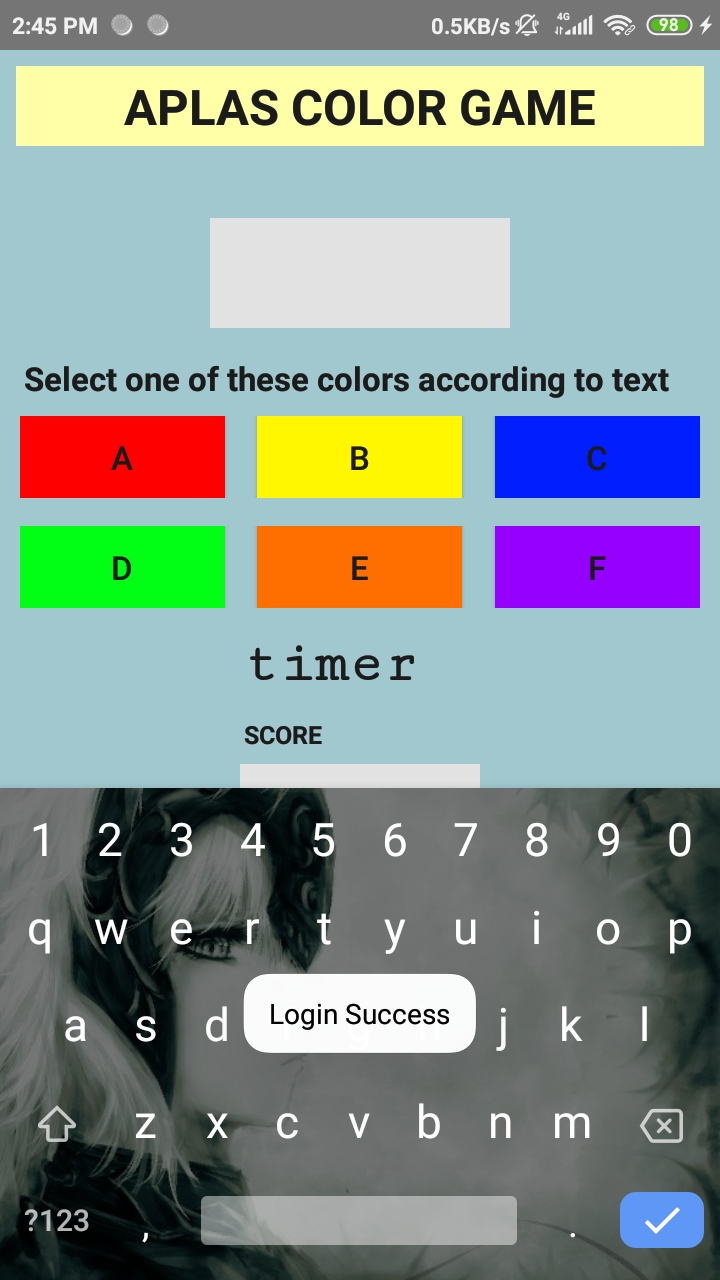 2:45 PM 0.5KB/s 4G 98
APLAS COLOR GAME
Select one of these colors according to text
A B C
D E F
timer
SCORE
1 2 3 4 5 6 7 8 9 0
q w e r t y u i o p
a s d j k l
Login Success
z x c v b n m
?123 , .